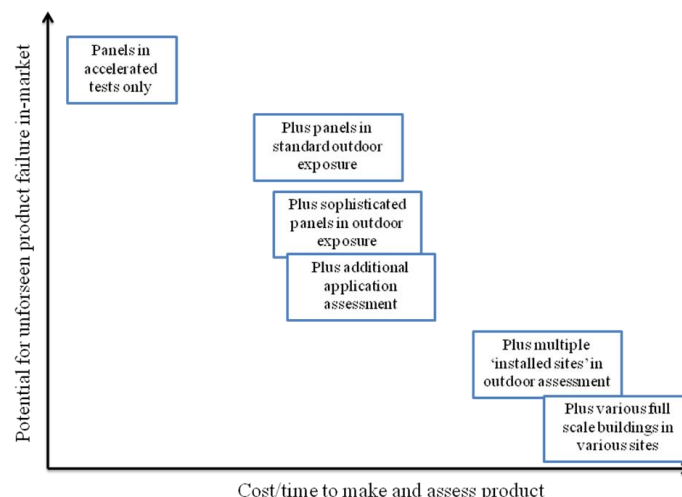 Potential for unforseen product failure in-market
Panels in
accelerated
tests only
Plus panels in
standard outdoor
exposure
Plus sophisticated
panels in outdoor
exposure
Plus additional
application
assessment
Plus multiple
‘installed sites’ in
outdoor assessment
Plus various full
scale buildings in
various sites
Cost/time to make and assess product